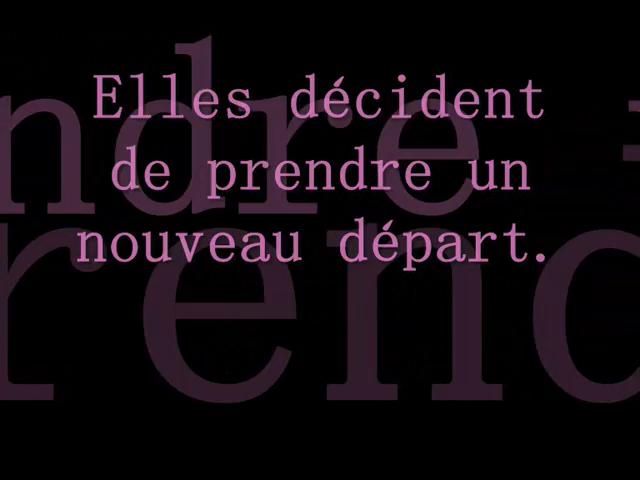 Elles décident
de prendre un
nouveau départ.